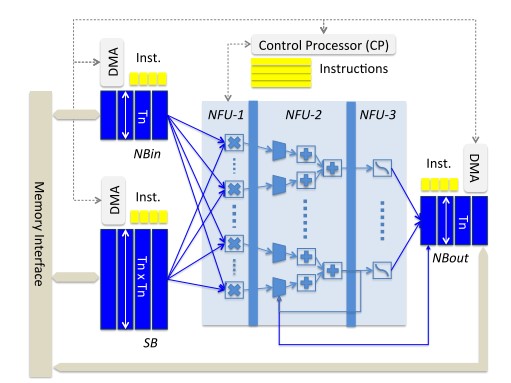 Control Processor (CP)
Instructions
DMA
Inst.
Tn
NBin
DMA
Inst.
Tn x Tn
SB
Memory Interface
NFU-1
NFU-2
NFU-3
Inst.
DMA
Tn
NBout